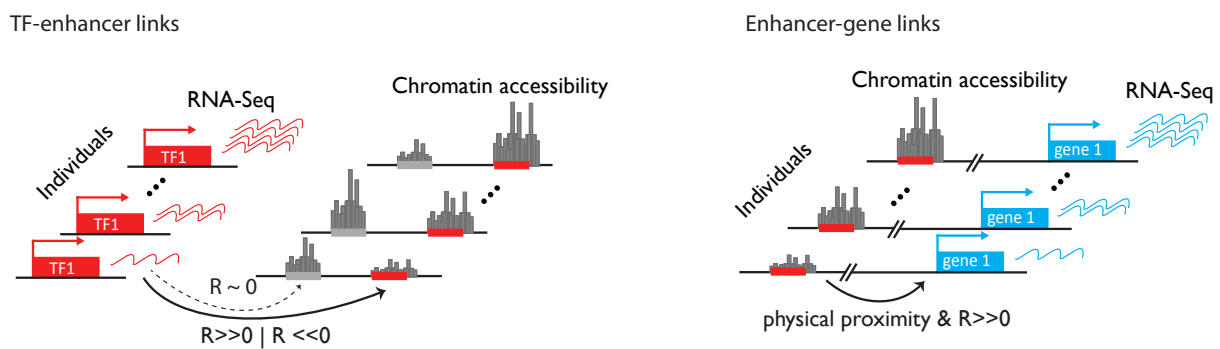 TF-enhancer links
RNA-Seq
Chromatin accessibility
Individuals
TF1
TF1
TF1
R ~ 0
R>>0 | R <<0
Enhancer-gene links
Chromatin accessibility
RNA-Seq
Individuals
gene 1
gene 1
gene 1
physical proximity & R>>0